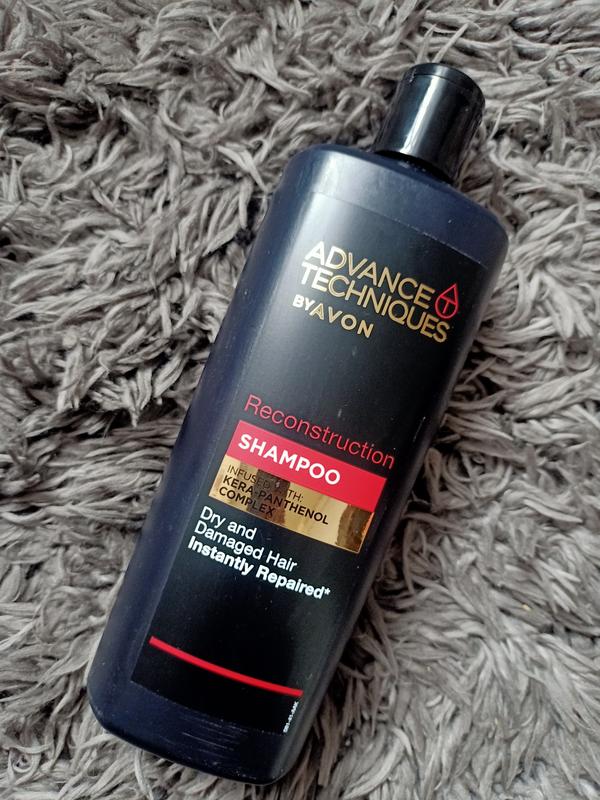 ADVANCE
TECHNIQUES
BY AVON
Reconstruction
SHAMPOO
INFUSED WITH:
KERA-PANTHENOL
COMPLEX
Dry and
Damaged Hair
Instantly Repaired*